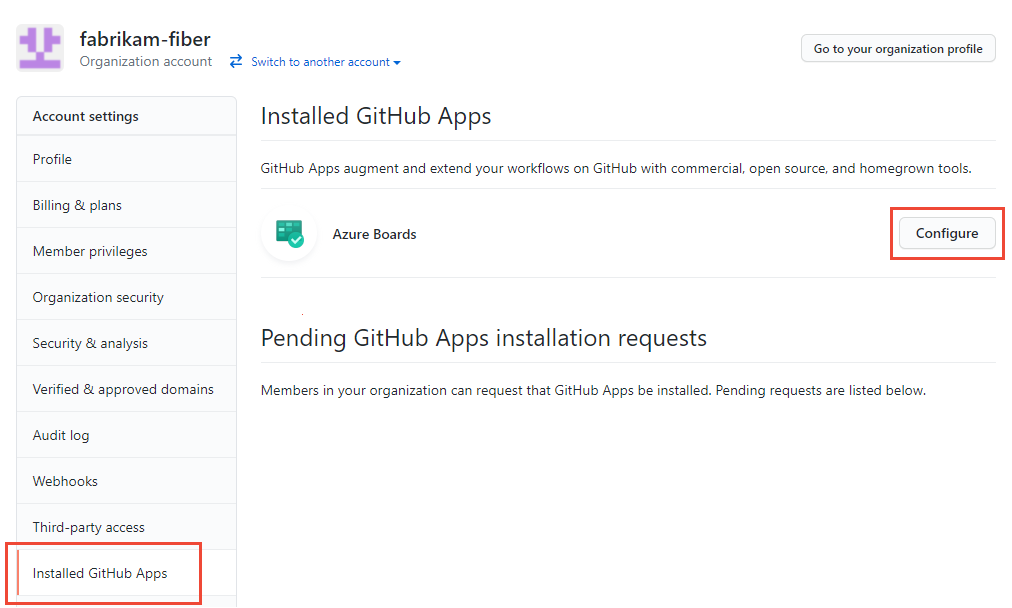 fabrikam-fiber
Organization account
Switch to another account
Go to your organization profile
Account settings
Profile
Billing & plans
Member privileges
Organization security
Security & analysis
Verified & approved domains
Audit log
Webhooks
Third-party access
Installed GitHub Apps
Installed GitHub Apps
GitHub Apps augment and extend your workflows on GitHub with commercial, open source, and homegrown tools.
Azure Boards
Configure
Pending GitHub Apps installation requests
Members in your organization can request that GitHub Apps be installed. Pending requests are listed below.